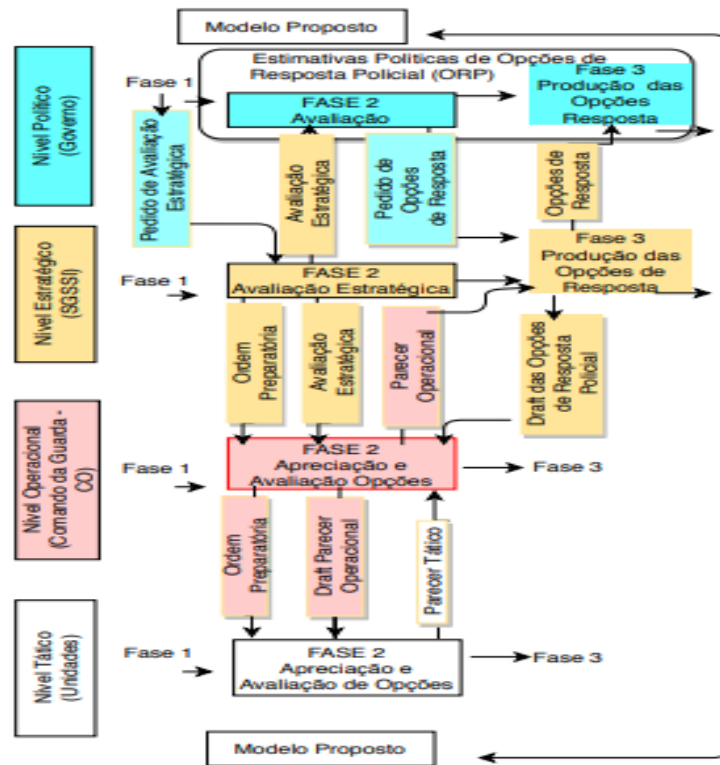 Modelo Proposto
Estimativas Politicas de Opções de
Resposta Policial (ORP)
Nível Político
(Governo)
Fase 1
FASE 2
Avaliação
Fase 3
Produção das
Opções
Resposta
Pedido de Avaliação
Estratégica
Avaliação
Estratégica
Pedido de
Opções
de Resposta
Opções de
Resposta
Nível Estratégico
(SGSSI)
Fase 1
FASE 2
Avaliação Estratégica
Fase 3
Produção das
Opções de
Resposta
Ordem
Preparatória
Avaliação
Estratégica
Parecer
Operacional
Draft das Opções
de Resposta
Policial
Nível Operacional
(Comando da Guarda -
CO)
Fase 1
FASE 2
Apreciação e
Avaliação Opções
Fase 3
Ordem
Preparatória
Draft Parecer
Operacional
Parecer Tático
Nível Tático
(Unidades)
Fase 1
FASE 2
Apreciação e
Avaliação de Opções
Fase 3
Modelo Proposto